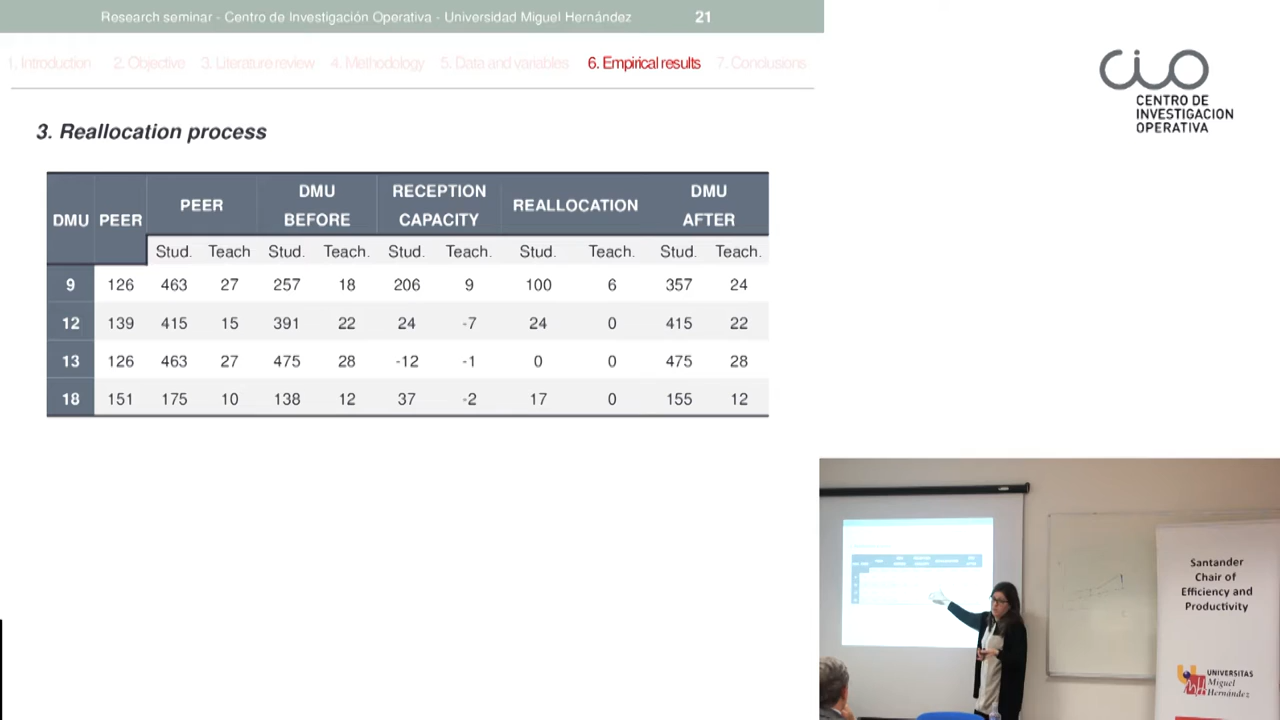 Research seminar - Centro de Investigación Operativa - Universidad Miguel Hernández 21
1. Introduction 2. Objective 3. Literature review 4. Methodology 5. Data and variables 6. Empirical results 7. Conclusions
CIO
CENTRO DE
INVESTIGACION
OPERATIVA
3. Reallocation process
DMU PEER PEER DMU BEFORE RECEPTION CAPACITY REALLOCATION DMU AFTER
Stud. Teach Stud. Teach. Stud. Teach. Stud. Teach. Stud. Teach.
9 126 463 27 257 18 206 9 100 6 357 24
12 139 415 15 391 22 24 -7 24 0 415 22
13 126 463 27 475 28 -12 -1 0 0 475 28
18 151 175 10 138 12 37 -2 17 0 155 12
Santander
Chair of
Efficiency and
Productivity
UNIVERSITAS
Miguel
Hernández